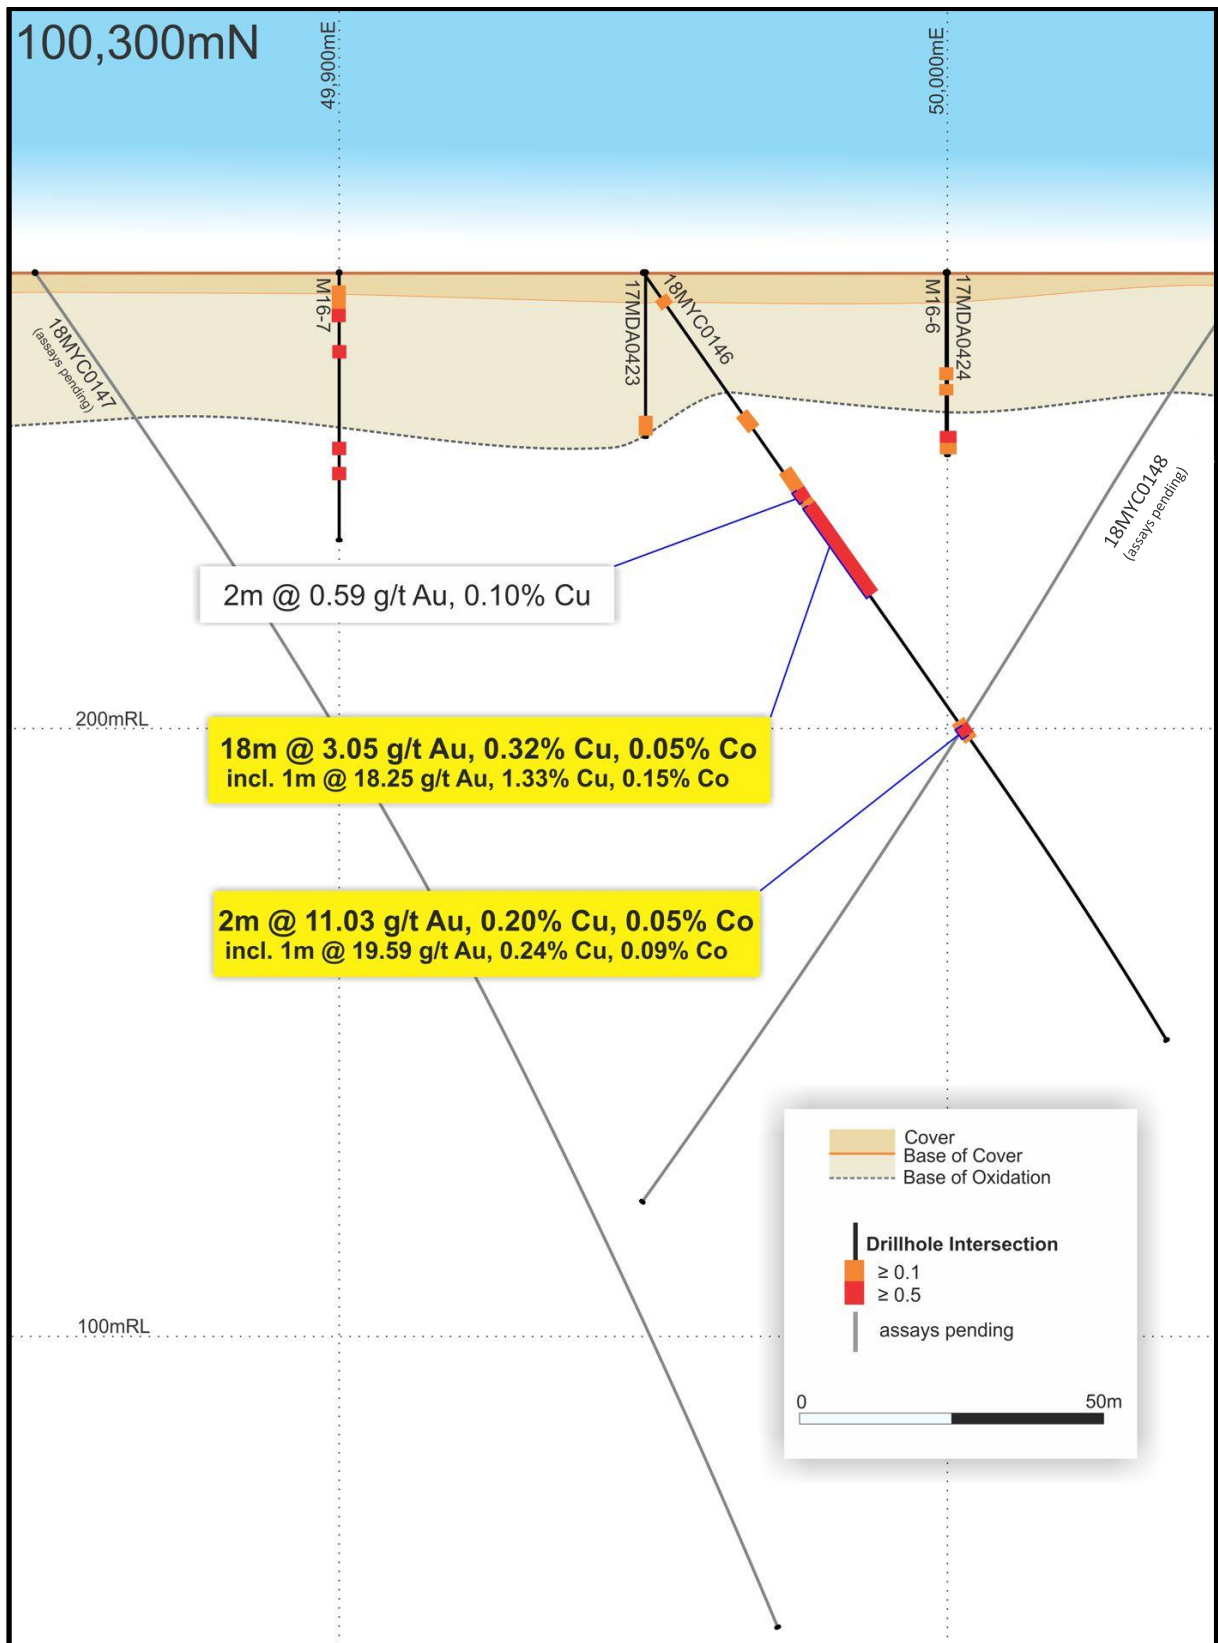 100,300mN
49,900mE
50,000mE
18MYC0147
(assays pending)
M16-7
17MDA0423
18MYC0146
M16-6
17MDA0424
18MYC0148
(assays pending)
2m @ 0.59 g/t Au, 0.10% Cu
200mRL
18m @ 3.05 g/t Au, 0.32% Cu, 0.05% Co
incl. 1m @ 18.25 g/t Au, 1.33% Cu, 0.15% Co
2m @ 11.03 g/t Au, 0.20% Cu, 0.05% Co
incl. 1m @ 19.59 g/t Au, 0.24% Cu, 0.09% Co
100mRL
Cover
Base of Cover
Base of Oxidation
Drillhole Intersection
≥ 0.1
≥ 0.5
assays pending
0 50m